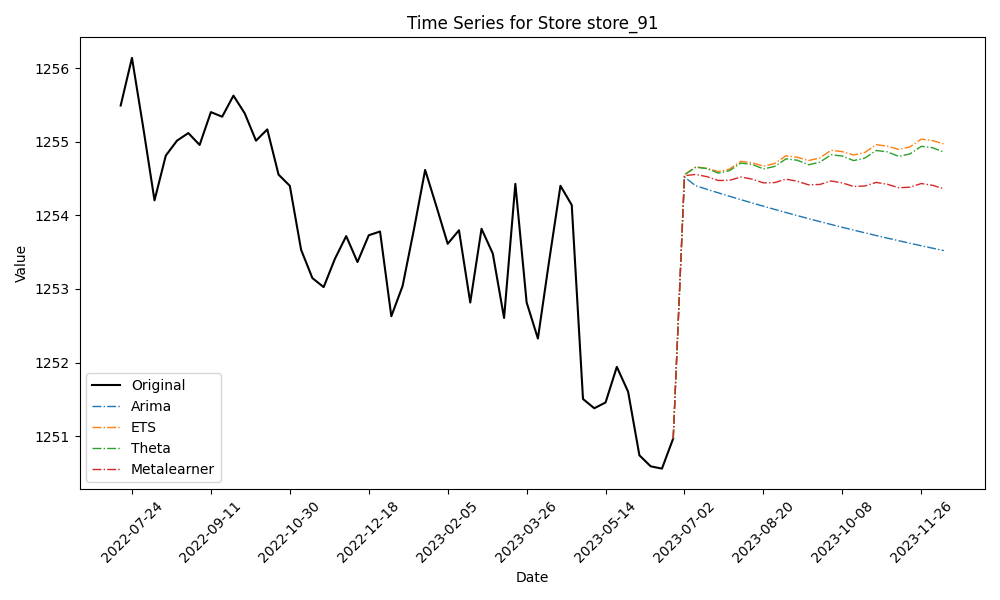 Time Series for Store store_91
Value
1256
1255
1254
1253
1252
1251
Original
Arima
ETS
Theta
Metalearner
2022-07-24
2022-09-11
2022-10-30
2022-12-18
2023-02-05
2023-03-26
2023-05-14
2023-07-02
2023-08-20
2023-10-08
2023-11-26
Date